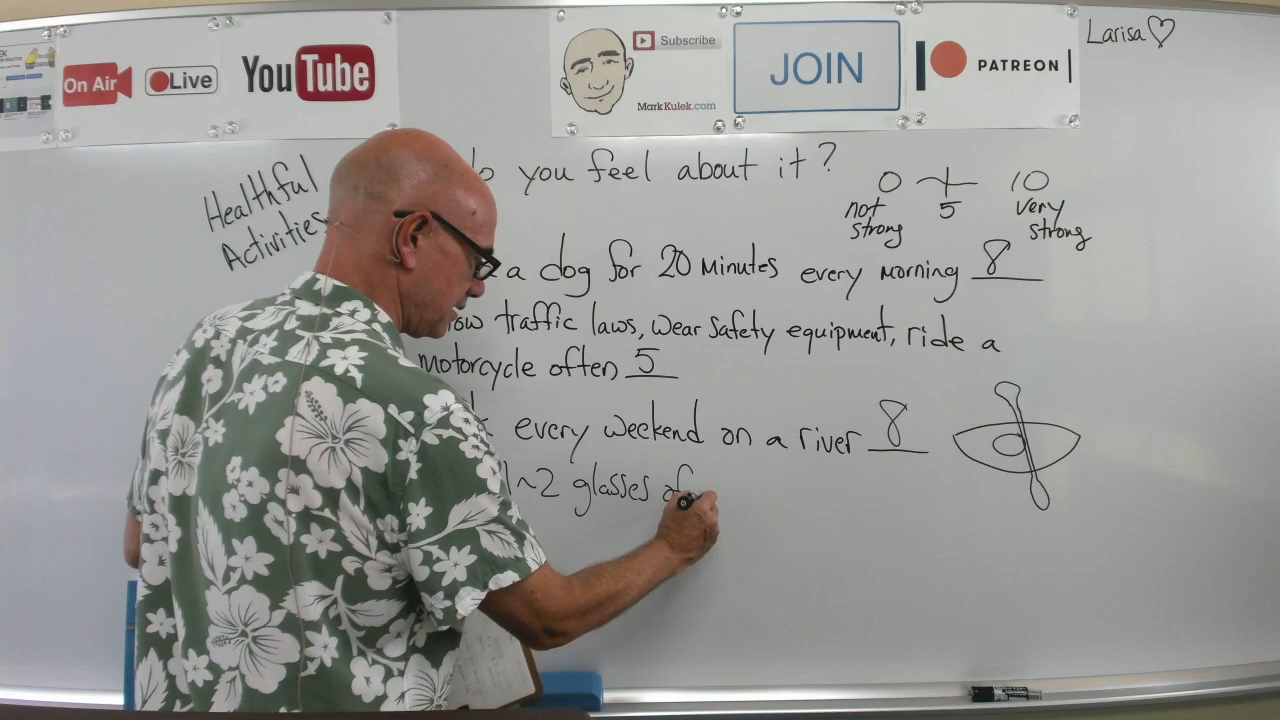 On Air
Live
YouTube
Subscribe
MarkKulek.com
JOIN
PATREON
Larisa♡
Healthful
Activities
you feel about it?
0 5 10
not strong
very strong
a dog for 20 minutes every morning 8
traffic laws, wear safety equipment, ride a
motorcycle often 5
every weekend on a river 8
1~2 glasses of